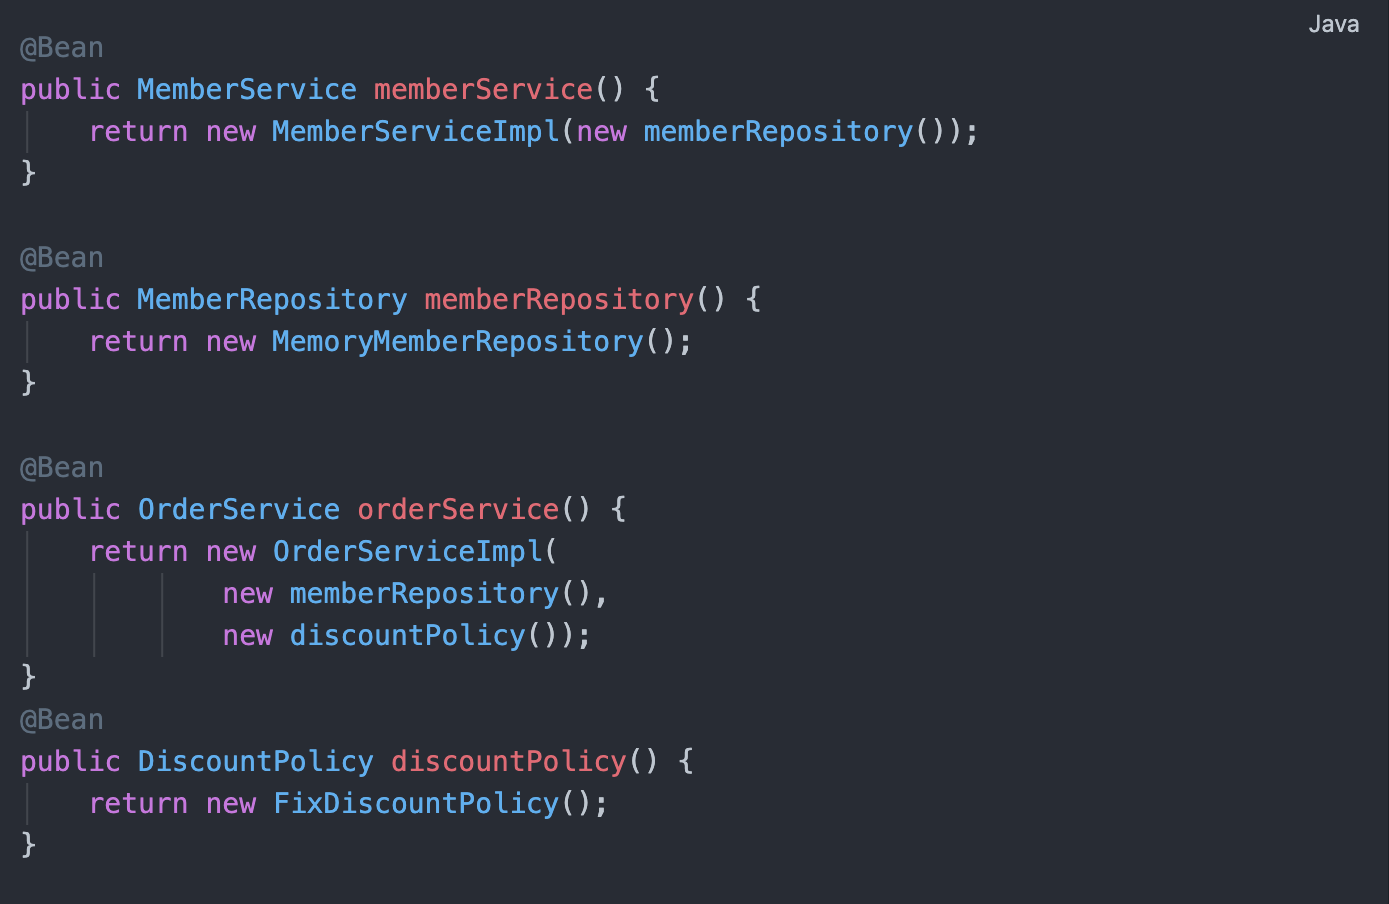 Java
@Bean
public MemberService memberService() {
    return new MemberServiceImpl(new memberRepository());
}

@Bean
public MemberRepository memberRepository() {
    return new MemoryMemberRepository();
}

@Bean
public OrderService orderService() {
    return new OrderServiceImpl(
            new memberRepository(),
            new discountPolicy());
}
@Bean
public DiscountPolicy discountPolicy() {
    return new FixDiscountPolicy();
}